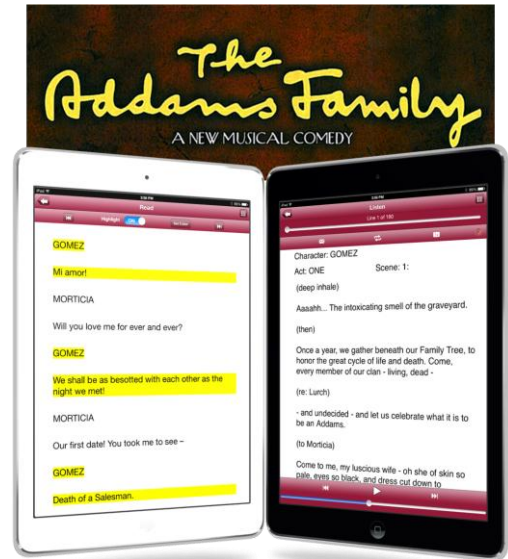 The
Addams Family
A NEW MUSICAL COMEDY
Read
Highlight ON
GOMEZ
Mi amor!
MORTICIA
Will you love me for ever and ever?
GOMEZ
We shall be as besotted with each other as the
night we met!
MORTICIA
Our first date! You took me to see –
GOMEZ
Death of a Salesman.
Listen
Line 1 of 160
Character: GOMEZ
Act: ONE Scene: 1:
(deep inhale)
Aaaahh... The intoxicating smell of the graveyard.
(then)
Once a year, we gather beneath our Family Tree, to
honor the great cycle of life and death. Come,
every member of our clan - living, dead -
(re: Lurch)
- and undecided - and let us celebrate what it is to
be an Addams.
(to Morticia)
Come to me, my luscious wife - oh she of skin so
pale, eyes so black, and dress cut down to